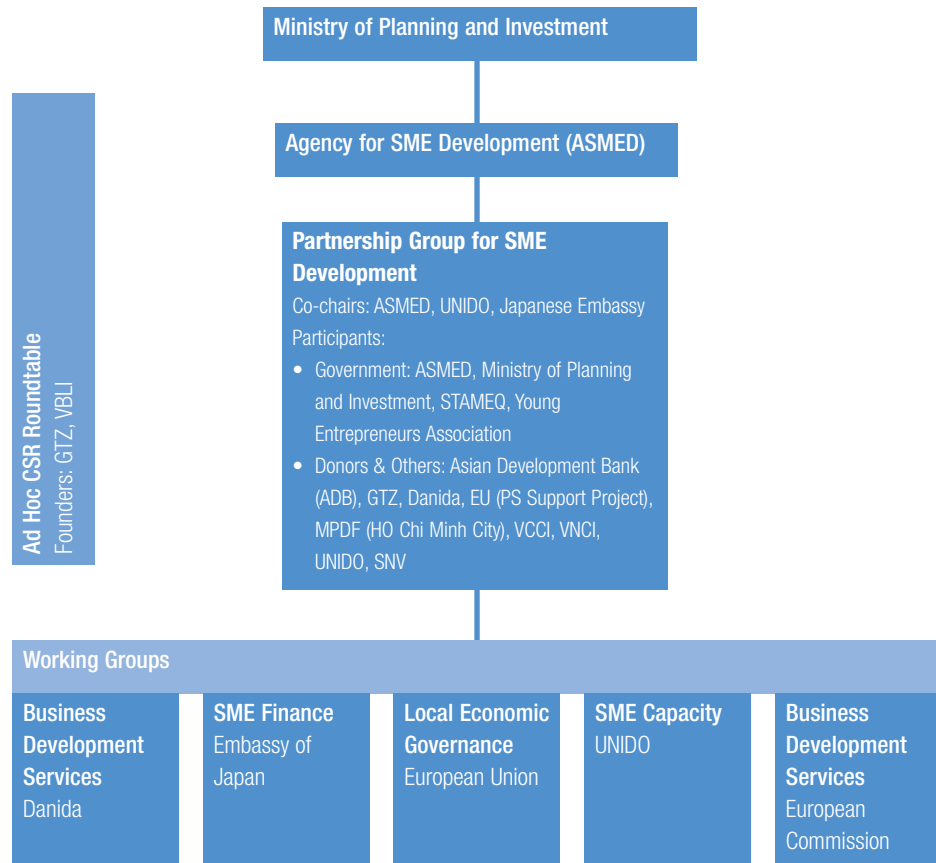 Ministry of Planning and Investment
Agency for SME Development (ASMED)
Ad Hoc CSR Roundtable
Founders: GTZ, VBLI
Partnership Group for SME
Development
Co-chairs: ASMED, UNIDO, Japanese Embassy
Participants:
• Government: ASMED, Ministry of Planning
and Investment, STAMEQ, Young
Entrepreneurs Association
• Donors & Others: Asian Development Bank
(ADB), GTZ, Danida, EU (PS Support Project),
MPDF (HO Chi Minh City), VCCI, VNCI,
UNIDO, SNV
Working Groups
Business
Development
Services
Danida
SME Finance
Embassy of
Japan
Local Economic
Governance
European Union
SME Capacity
UNIDO
Business
Development
Services
European
Commission